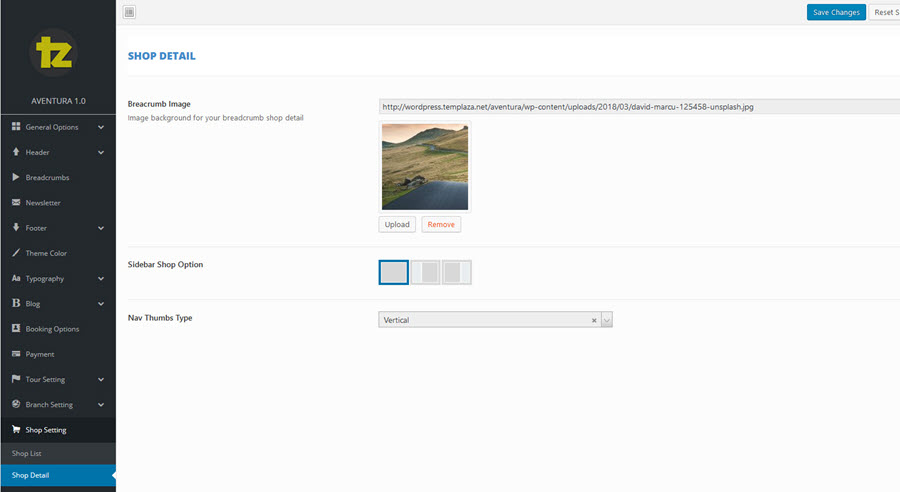 Save Changes
Reset S
tz
AVENTURA 1.0
General Options
Header
Breadcrumbs
Newsletter
Footer
Theme Color
Aa Typography
B Blog
Booking Options
Payment
Tour Setting
Branch Setting
Shop Setting
Shop List
Shop Detail
SHOP DETAIL
Breacrumb Image
Image background for your breadcrumb shop detail
http://wordpress.templaza.net/aventura/wp-content/uploads/2018/03/david-marcu-125458-unsplash.jpg
Upload
Remove
Sidebar Shop Option
Nav Thumbs Type
Vertical